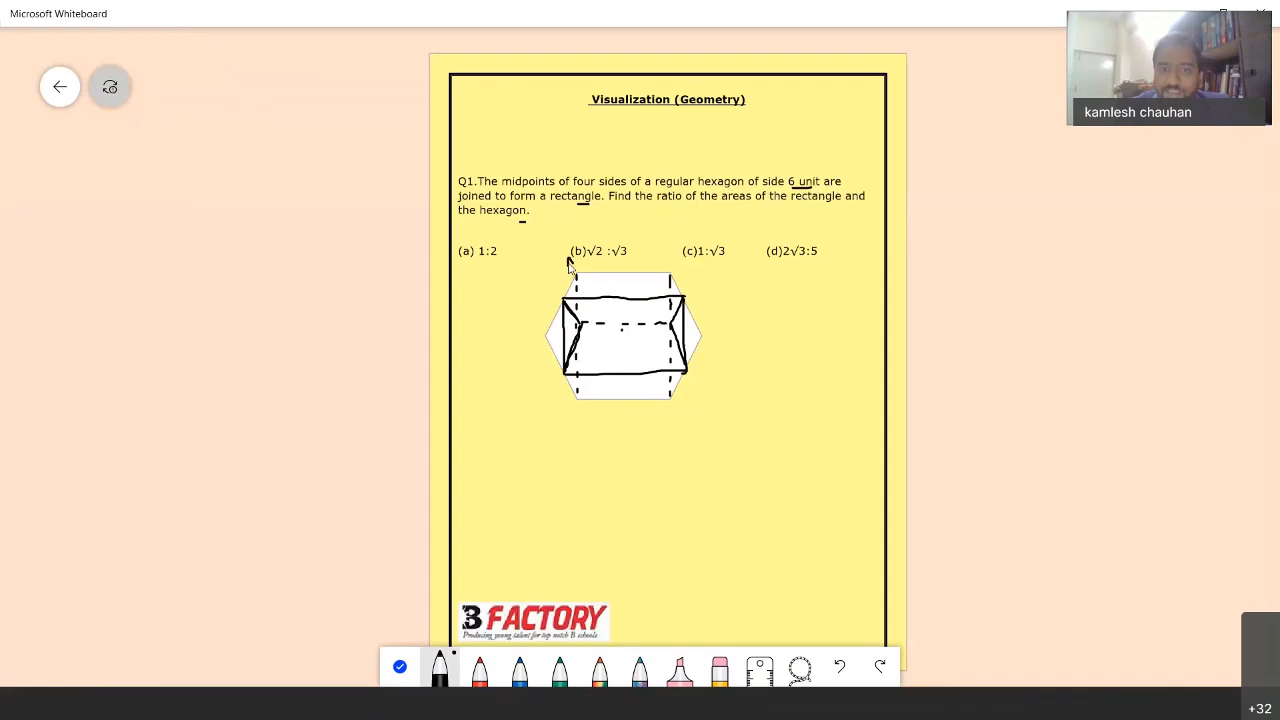 Microsoft Whiteboard
kamlesh chauhan
Visualization (Geometry)
Q1.The midpoints of four sides of a regular hexagon of side 6 unit are
joined to form a rectangle. Find the ratio of the areas of the rectangle and
the hexagon.
(a) 1:2 (b)√2 :√3 (c)1:√3 (d)2√3:5
3 FACTORY
Producing young talent for top notch B schools
+32